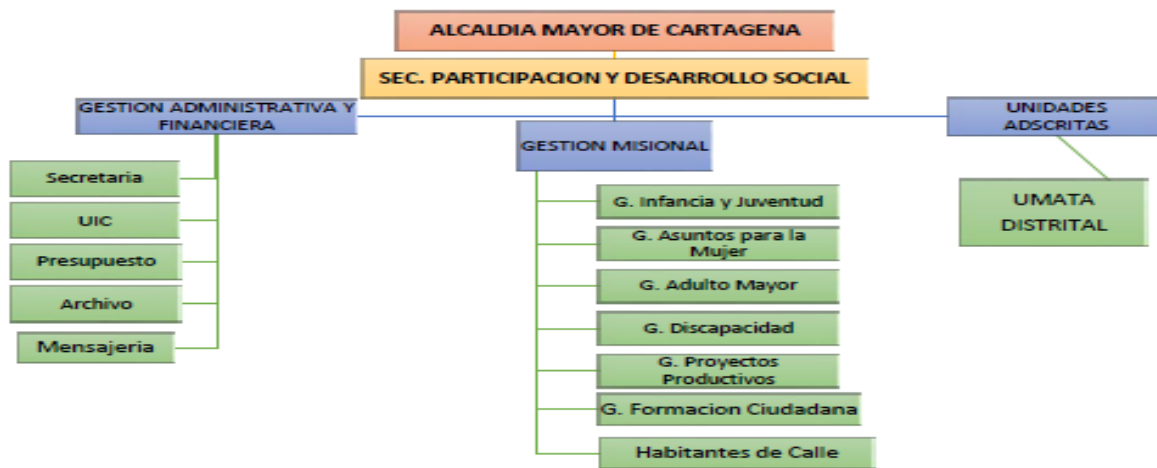 ALCALDIA MAYOR DE CARTAGENA
SEC. PARTICIPACION Y DESARROLLO SOCIAL
GESTION ADMINISTRATIVA Y
FINANCIERA
Secretaria
UIC
Presupuesto
Archivo
Mensajeria
GESTION MISIONAL
G. Infancia y Juventud
G. Asuntos para la
Mujer
G. Adulto Mayor
G. Discapacidad
G. Proyectos
Productivos
G. Formacion Ciudadana
Habitantes de Calle
UNIDADES
ADSCRITAS
UMATA
DISTRITAL